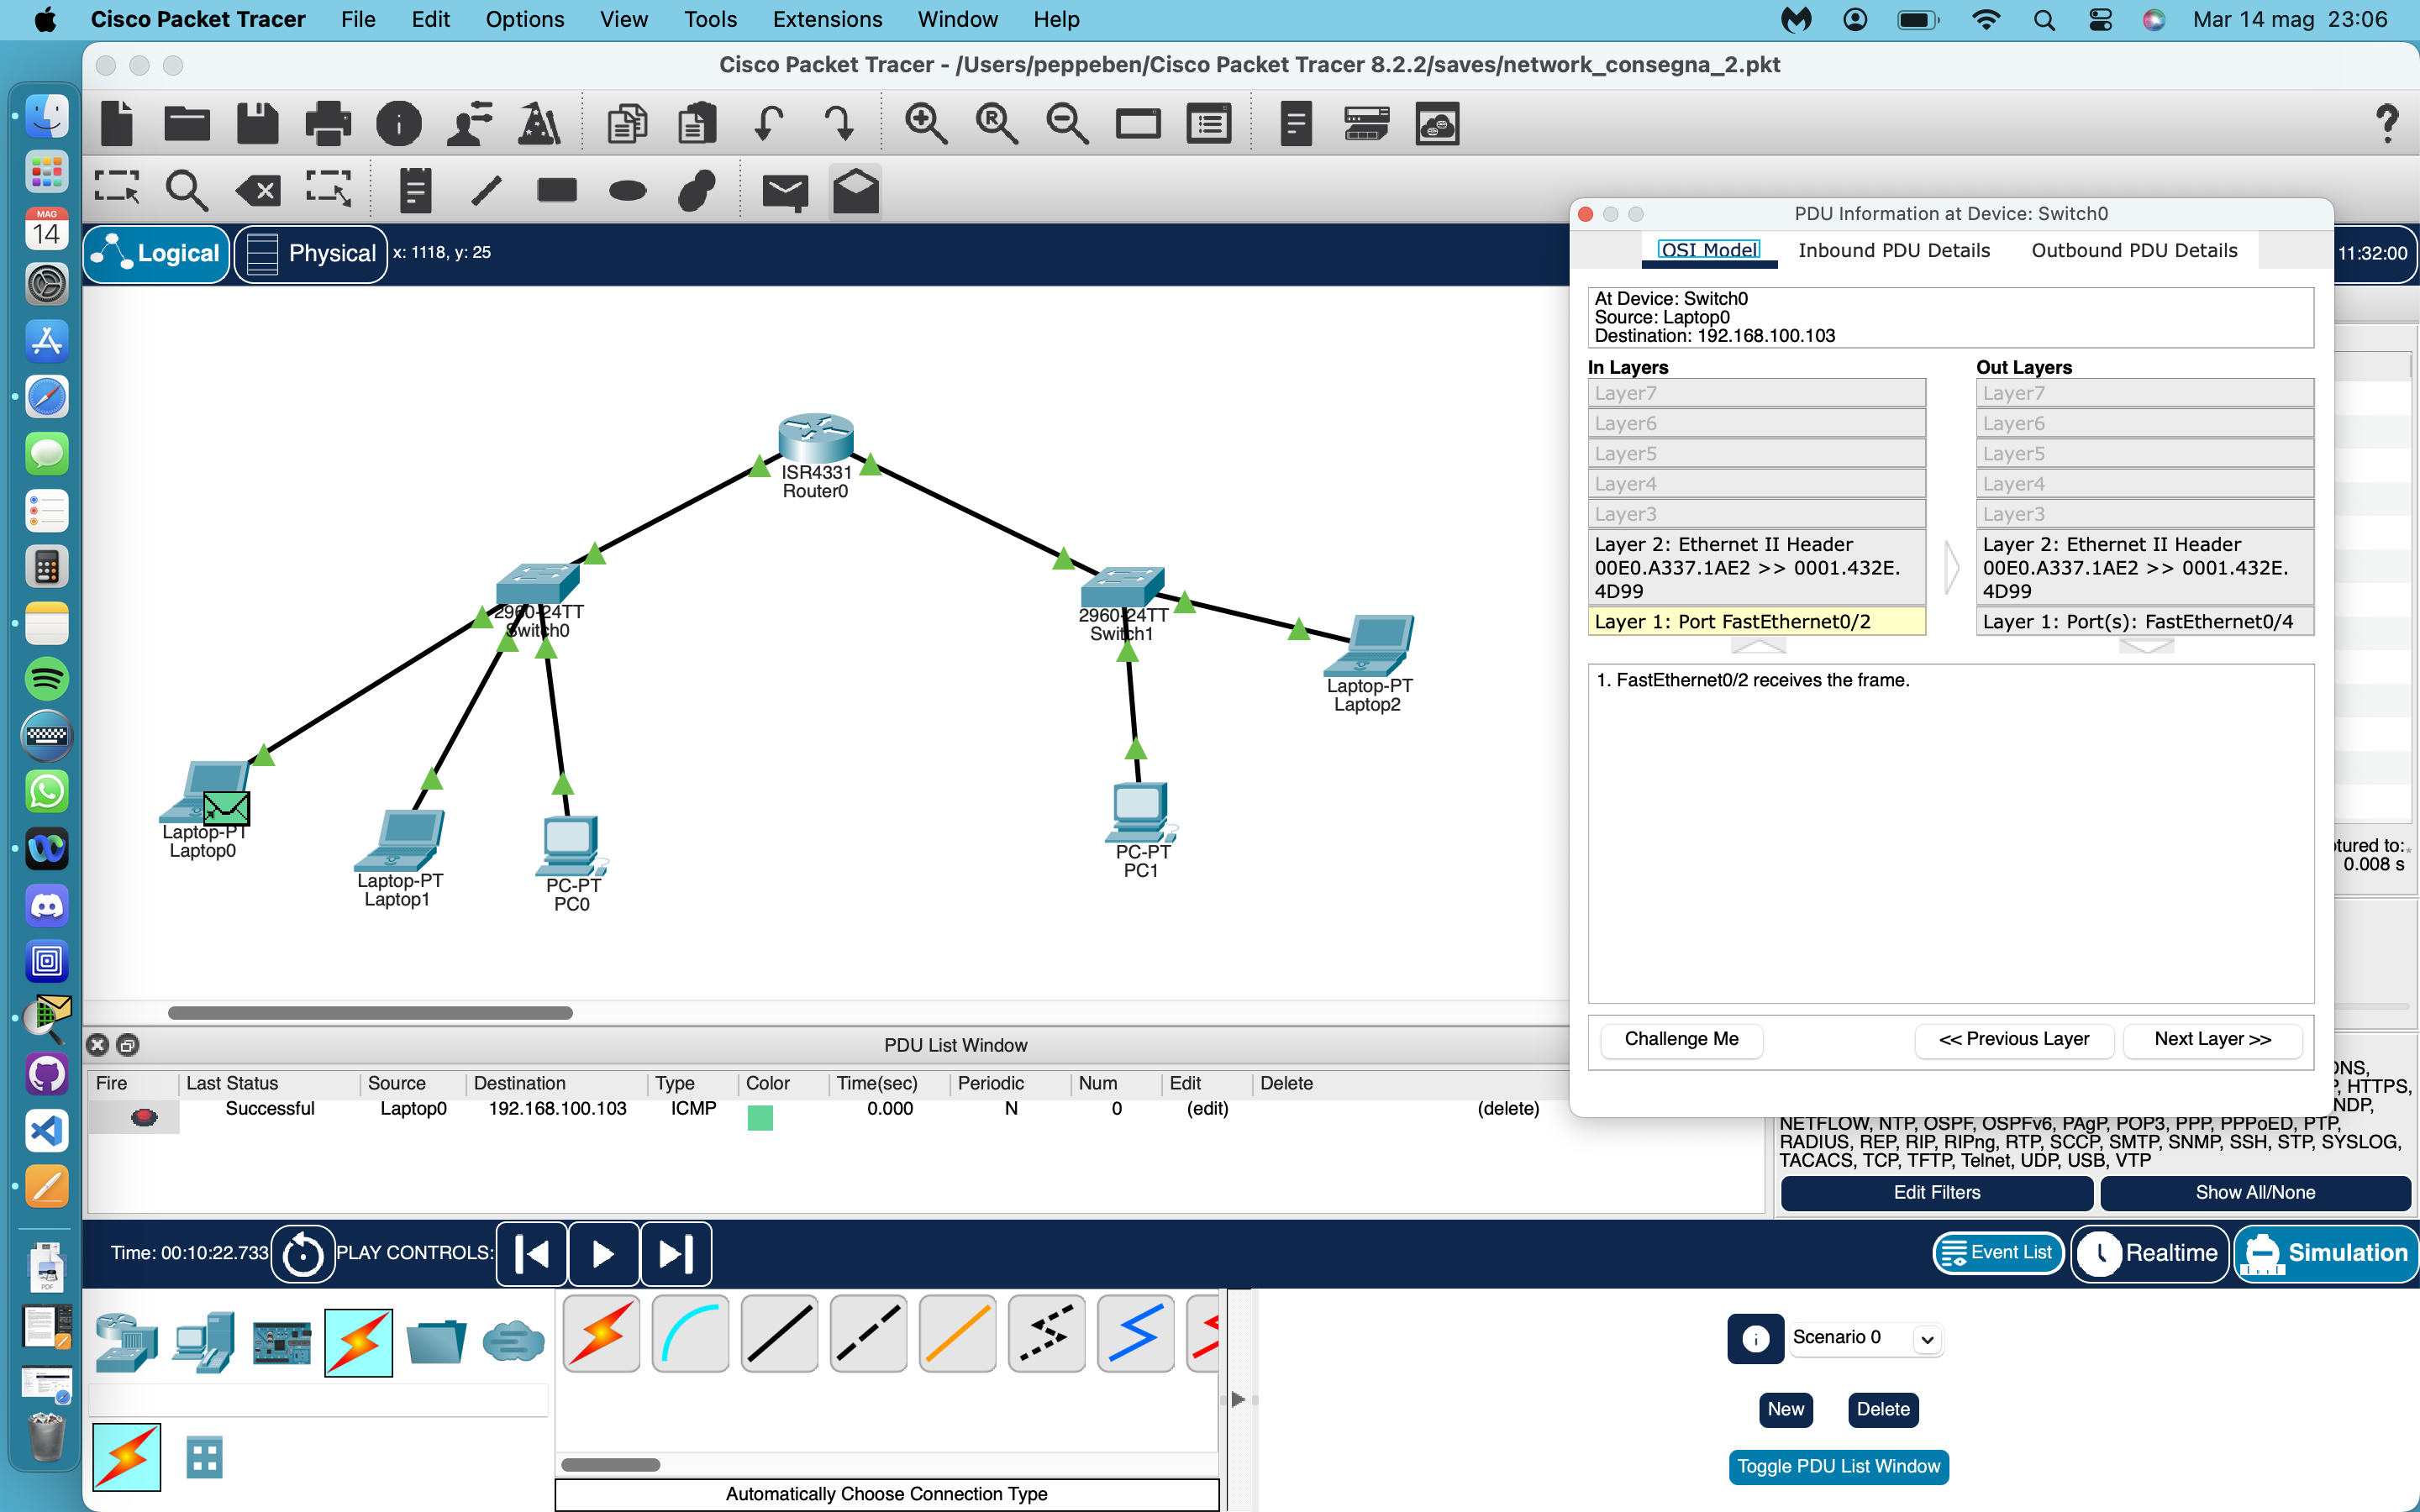 Cisco Packet Tracer File Edit Options View Tools Extensions Window Help Mar 14 mag 23:06
Cisco Packet Tracer - /Users/peppeben/Cisco Packet Tracer 8.2.2/saves/network_consegna_2.pkt
MAG
14
Logical Physical x: 1118, y: 25
11:32:00
PDU Information at Device: Switch0
OSI Model Inbound PDU Details Outbound PDU Details
At Device: Switch0
Source: Laptop0
Destination: 192.168.100.103
In Layers Out Layers
Layer7 Layer7
Layer6 Layer6
Layer5 Layer5
Layer4 Layer4
Layer3 Layer3
Layer 2: Ethernet II Header Layer 2: Ethernet II Header
00E0.A337.1AE2 >> 0001.432E. 00E0.A337.1AE2 >> 0001.432E.
4D99 4D99
Layer 1: Port FastEthernet0/2 Layer 1: Port(s): FastEthernet0/4
1. FastEthernet0/2 receives the frame.
Challenge Me << Previous Layer Next Layer >>
ISR4331
Router0
2960-24TT
Switch0
2960-24TT
Switch1
Laptop-PT
Laptop2
Laptop-PT
Laptop0
Laptop-PT
Laptop1
PC-PT
PC0
PC-PT
PC1
tured to:
0.008 s
PDU List Window
Fire Last Status Source Destination Type Color Time(sec) Periodic Num Edit Delete
Successful Laptop0 192.168.100.103 ICMP 0.000 N 0 (edit) (delete)
NS,
HTTPS,
NDP,
NETFLOW, NTP, OSPF, OSPFv6, PAgP, POP3, PPP, PPPoED, PTP,
RADIUS, REP, RIP, RIPng, RTP, SCCP, SMTP, SNMP, SSH, STP, SYSLOG,
TACACS, TCP, TFTP, Telnet, UDP, USB, VTP
Edit Filters Show All/None
Time: 00:10:22.733 PLAY CONTROLS: Event List Realtime Simulation
Scenario 0
New Delete
Toggle PDU List Window
Automatically Choose Connection Type